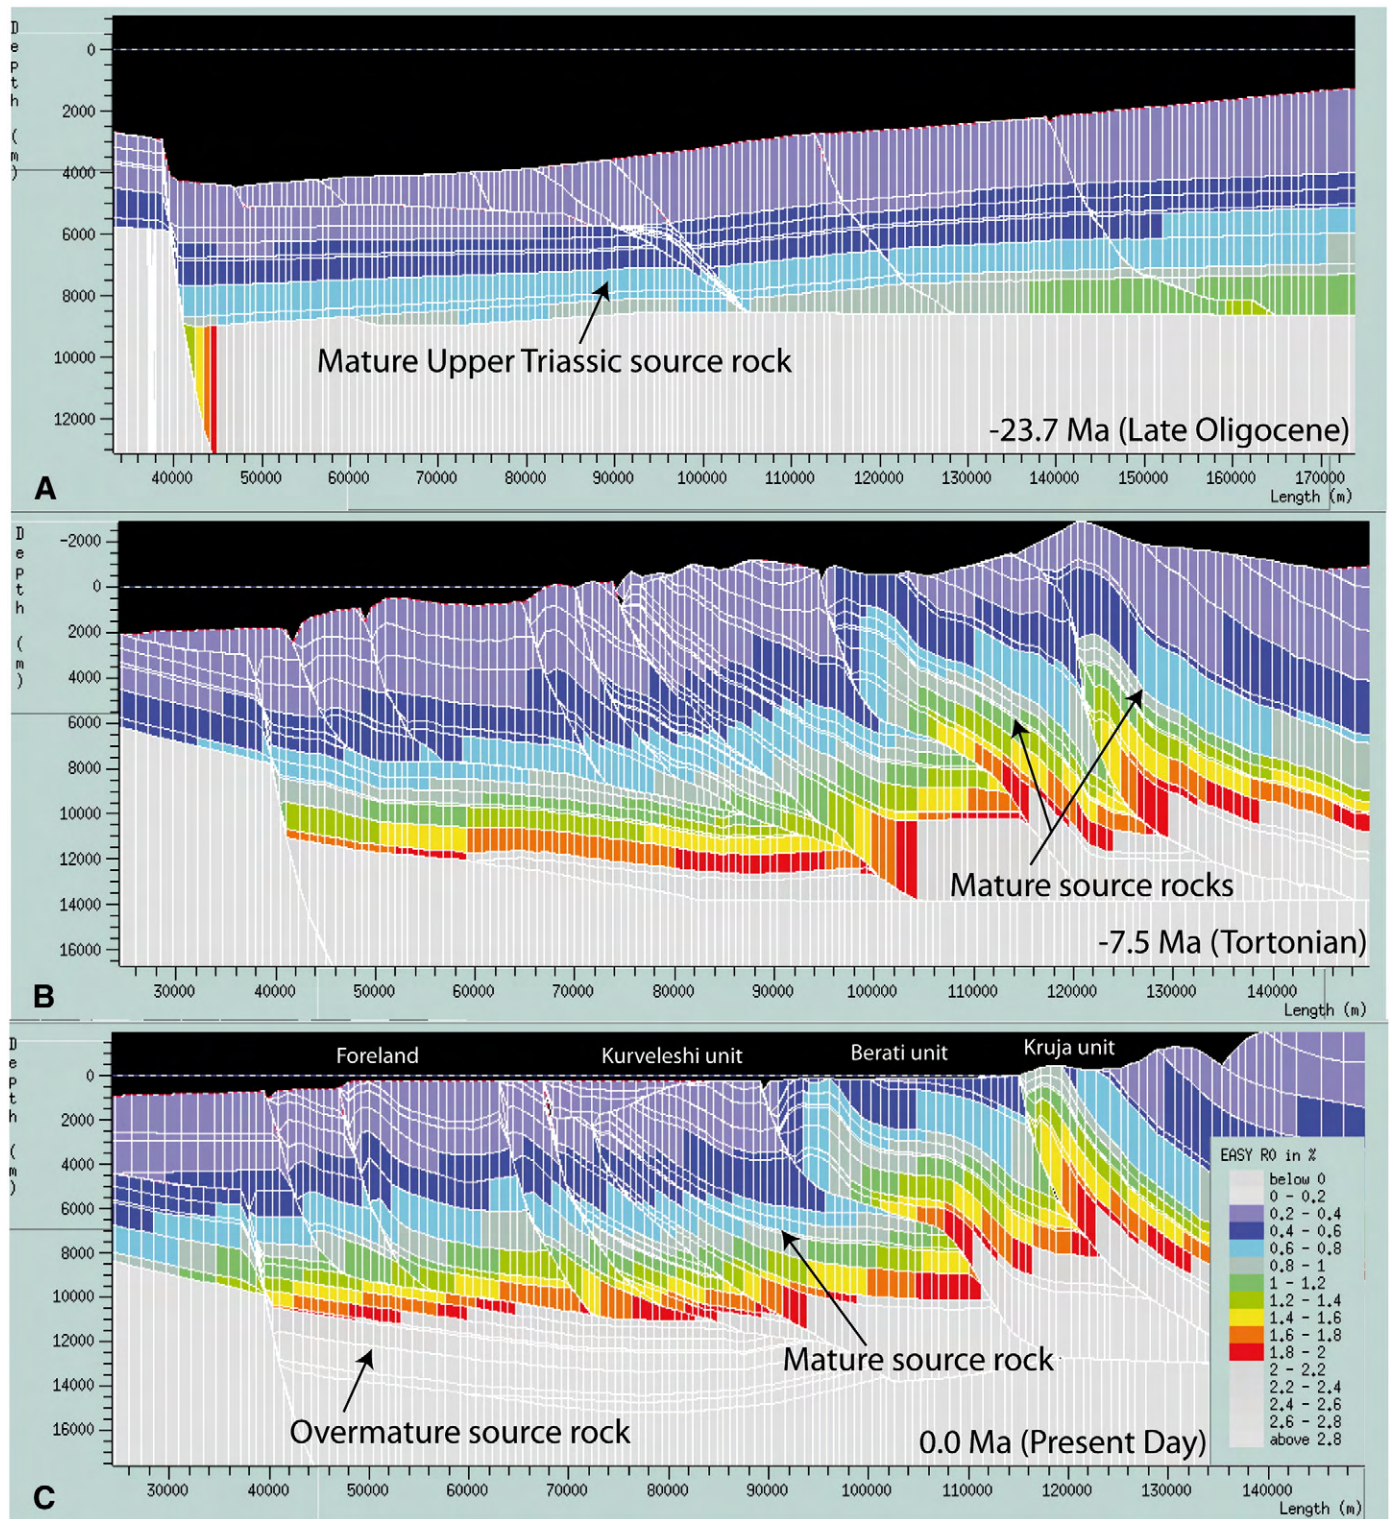 Depth (m)
0
2000
4000
6000
8000
10000
12000
Mature Upper Triassic source rock
-23.7 Ma (Late Oligocene)
40000 50000 60000 70000 80000 90000 100000 110000 120000 130000 140000 150000 160000 170000
Length (m)
A
Depth (m)
-2000
0
2000
4000
6000
8000
10000
12000
14000
16000
Mature source rocks
-7.5 Ma (Tortonian)
30000 40000 50000 60000 70000 80000 90000 100000 110000 120000 130000 140000
Length (m)
B
Depth (m)
Foreland Kurveleshi unit Berati unit Kruja unit
0
2000
4000
6000
8000
10000
12000
14000
16000
EASY RO in %
below 0
0 - 0.2
0.2 - 0.4
0.4 - 0.6
0.6 - 0.8
0.8 - 1
1 - 1.2
1.2 - 1.4
1.4 - 1.6
1.6 - 1.8
1.8 - 2
2 - 2.2
2.2 - 2.4
2.4 - 2.6
2.6 - 2.8
above 2.8
Mature source rock
Overmature source rock
0.0 Ma (Present Day)
30000 40000 50000 60000 70000 80000 90000 100000 110000 120000 130000 140000
Length (m)
C